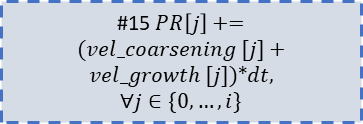 #15 PR[j] +=
(vel_coarsening [j] +
vel_growth [j])*dt,
∀j ∈ {0, … , i}